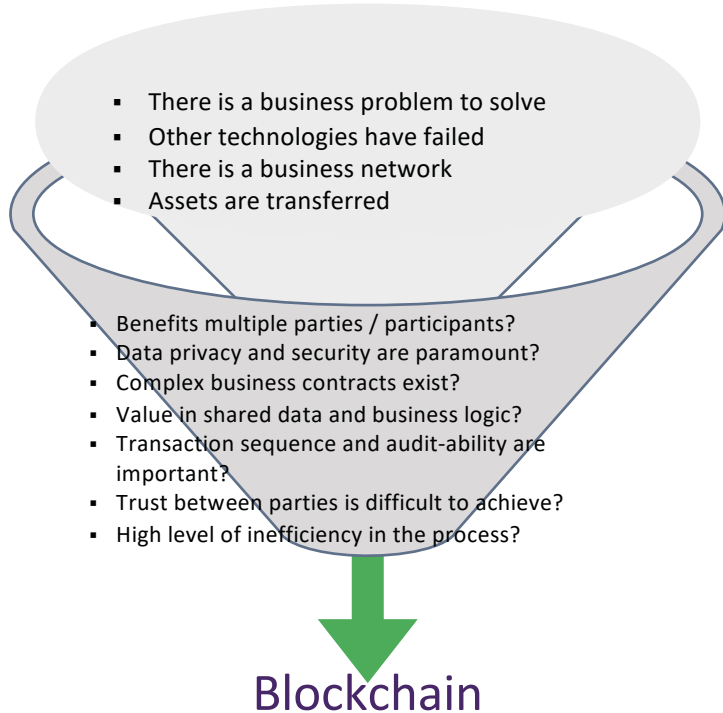 ▪ There is a business problem to solve
▪ Other technologies have failed
▪ There is a business network
▪ Assets are transferred
▪ Benefits multiple parties / participants?
▪ Data privacy and security are paramount?
▪ Complex business contracts exist?
▪ Value in shared data and business logic?
▪ Transaction sequence and audit-ability are
important?
▪ Trust between parties is difficult to achieve?
▪ High level of inefficiency in the process?
Blockchain